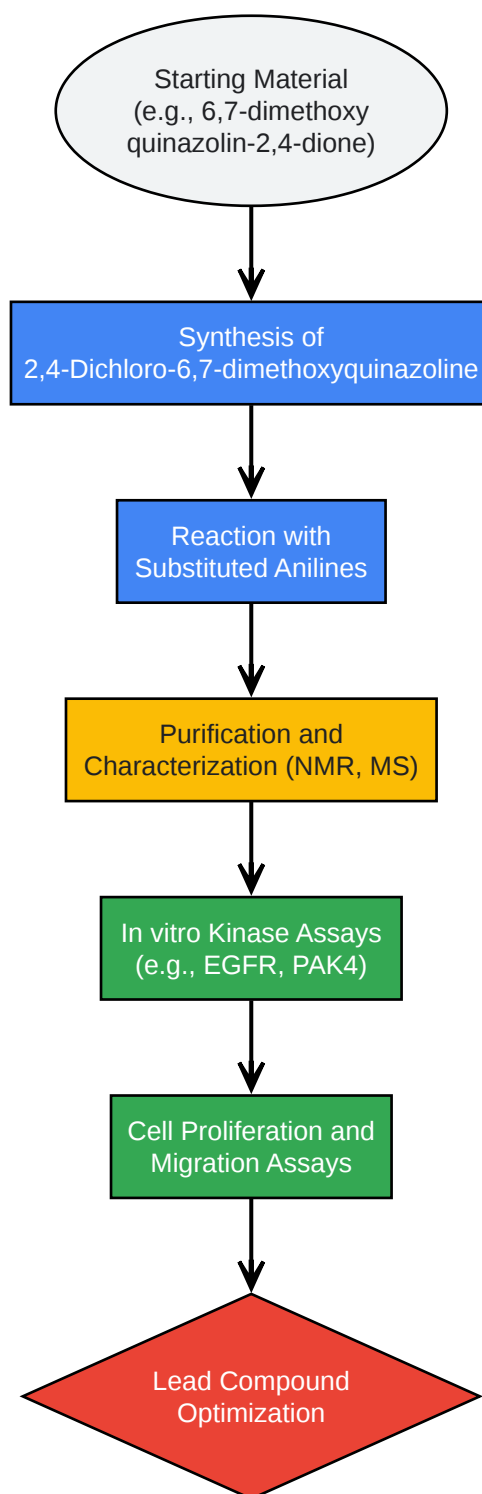 Starting Material
(e.g., 6,7-dimethoxy
quinazolin-2,4-dione)
Synthesis of
2,4-Dichloro-6,7-dimethoxyquinazoline
Reaction with
Substituted Anilines
Purification and
Characterization (NMR, MS)
In vitro Kinase Assays
(e.g., EGFR, PAK4)
Cell Proliferation and
Migration Assays
Lead Compound
Optimization